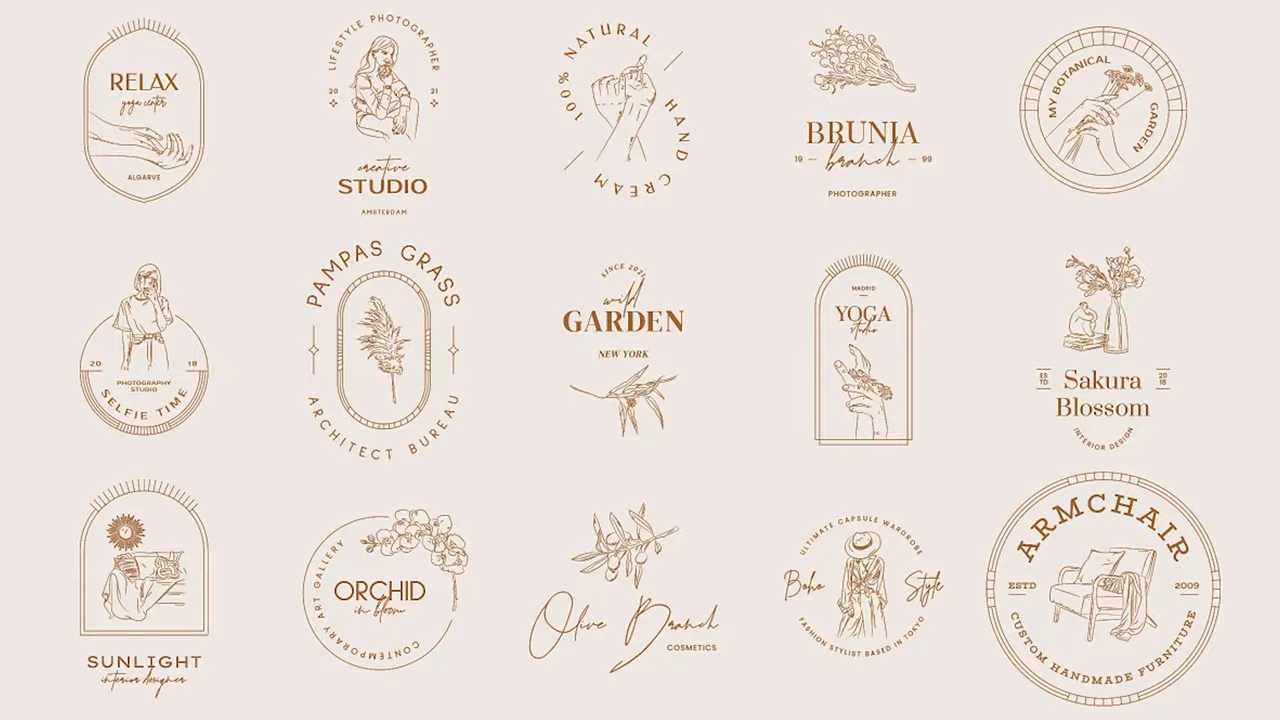 RELAX
yoga center
ALGARVE
LIFESTYLE PHOTOGRAPHER
20 21
creative
STUDIO
AMSTERDAM
100% NATURAL
HAND CREAM
BRUNIA
19 — branch — 99
PHOTOGRAPHER
MY BOTANICAL
GARDEN
20 18
PHOTOGRAPHY
STUDIO
SELFIE TIME
PAMPAS GRASS
ARCHITECT BUREAU
SINCE 2021
wild
GARDEN
NEW YORK
MADRID
YOGA
studio
ESTD 2018
Sakura
Blossom
INTERIOR DESIGN
SUNLIGHT
interior designer
ORCHID
in bloom
CONTEMPORARY ART GALLERY
Olive Branch
COSMETICS
ULTIMATE CAPSULE WARDROBE
Boho Style
FASHION STYLIST BASED IN TOKYO
ARMCHAIR
ESTD 2009
CUSTOM HANDMADE FURNITURE